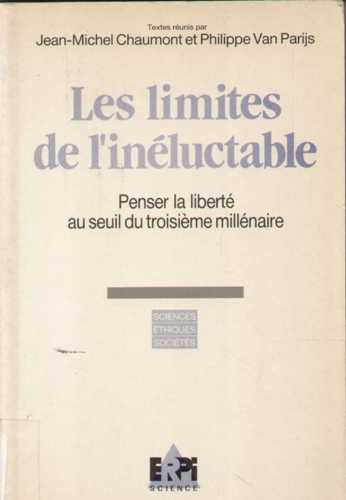 Textes réunis par
Jean-Michel Chaumont et Philippe Van Parijs
Les limites
de l'inéluctable
Penser la liberté
au seuil du troisième millénaire
SCIENCES
ÉTHIQUES
SOCIÉTÉS
ERPI
SCIENCE